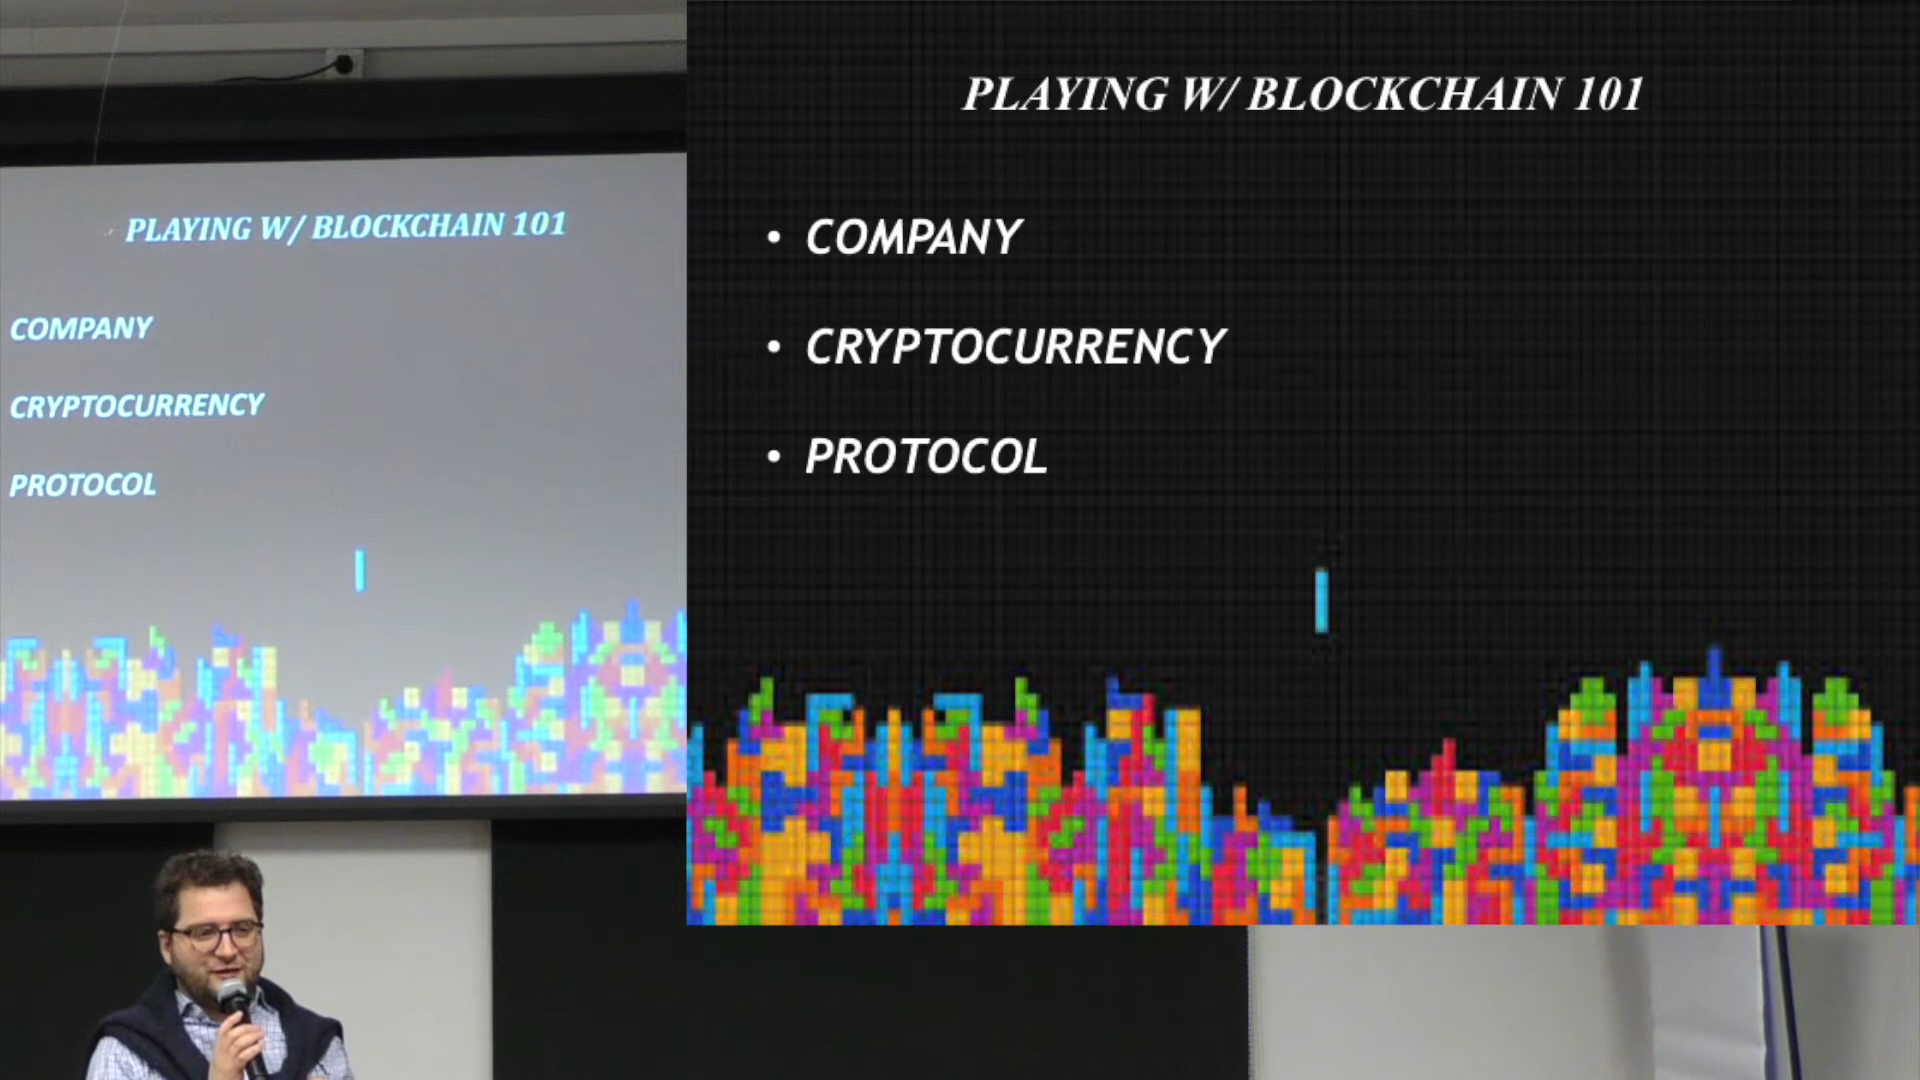 PLAYING W/ BLOCKCHAIN 101
COMPANY
CRYPTOCURRENCY
PROTOCOL
PLAYING W/ BLOCKCHAIN 101
• COMPANY
• CRYPTOCURRENCY
• PROTOCOL